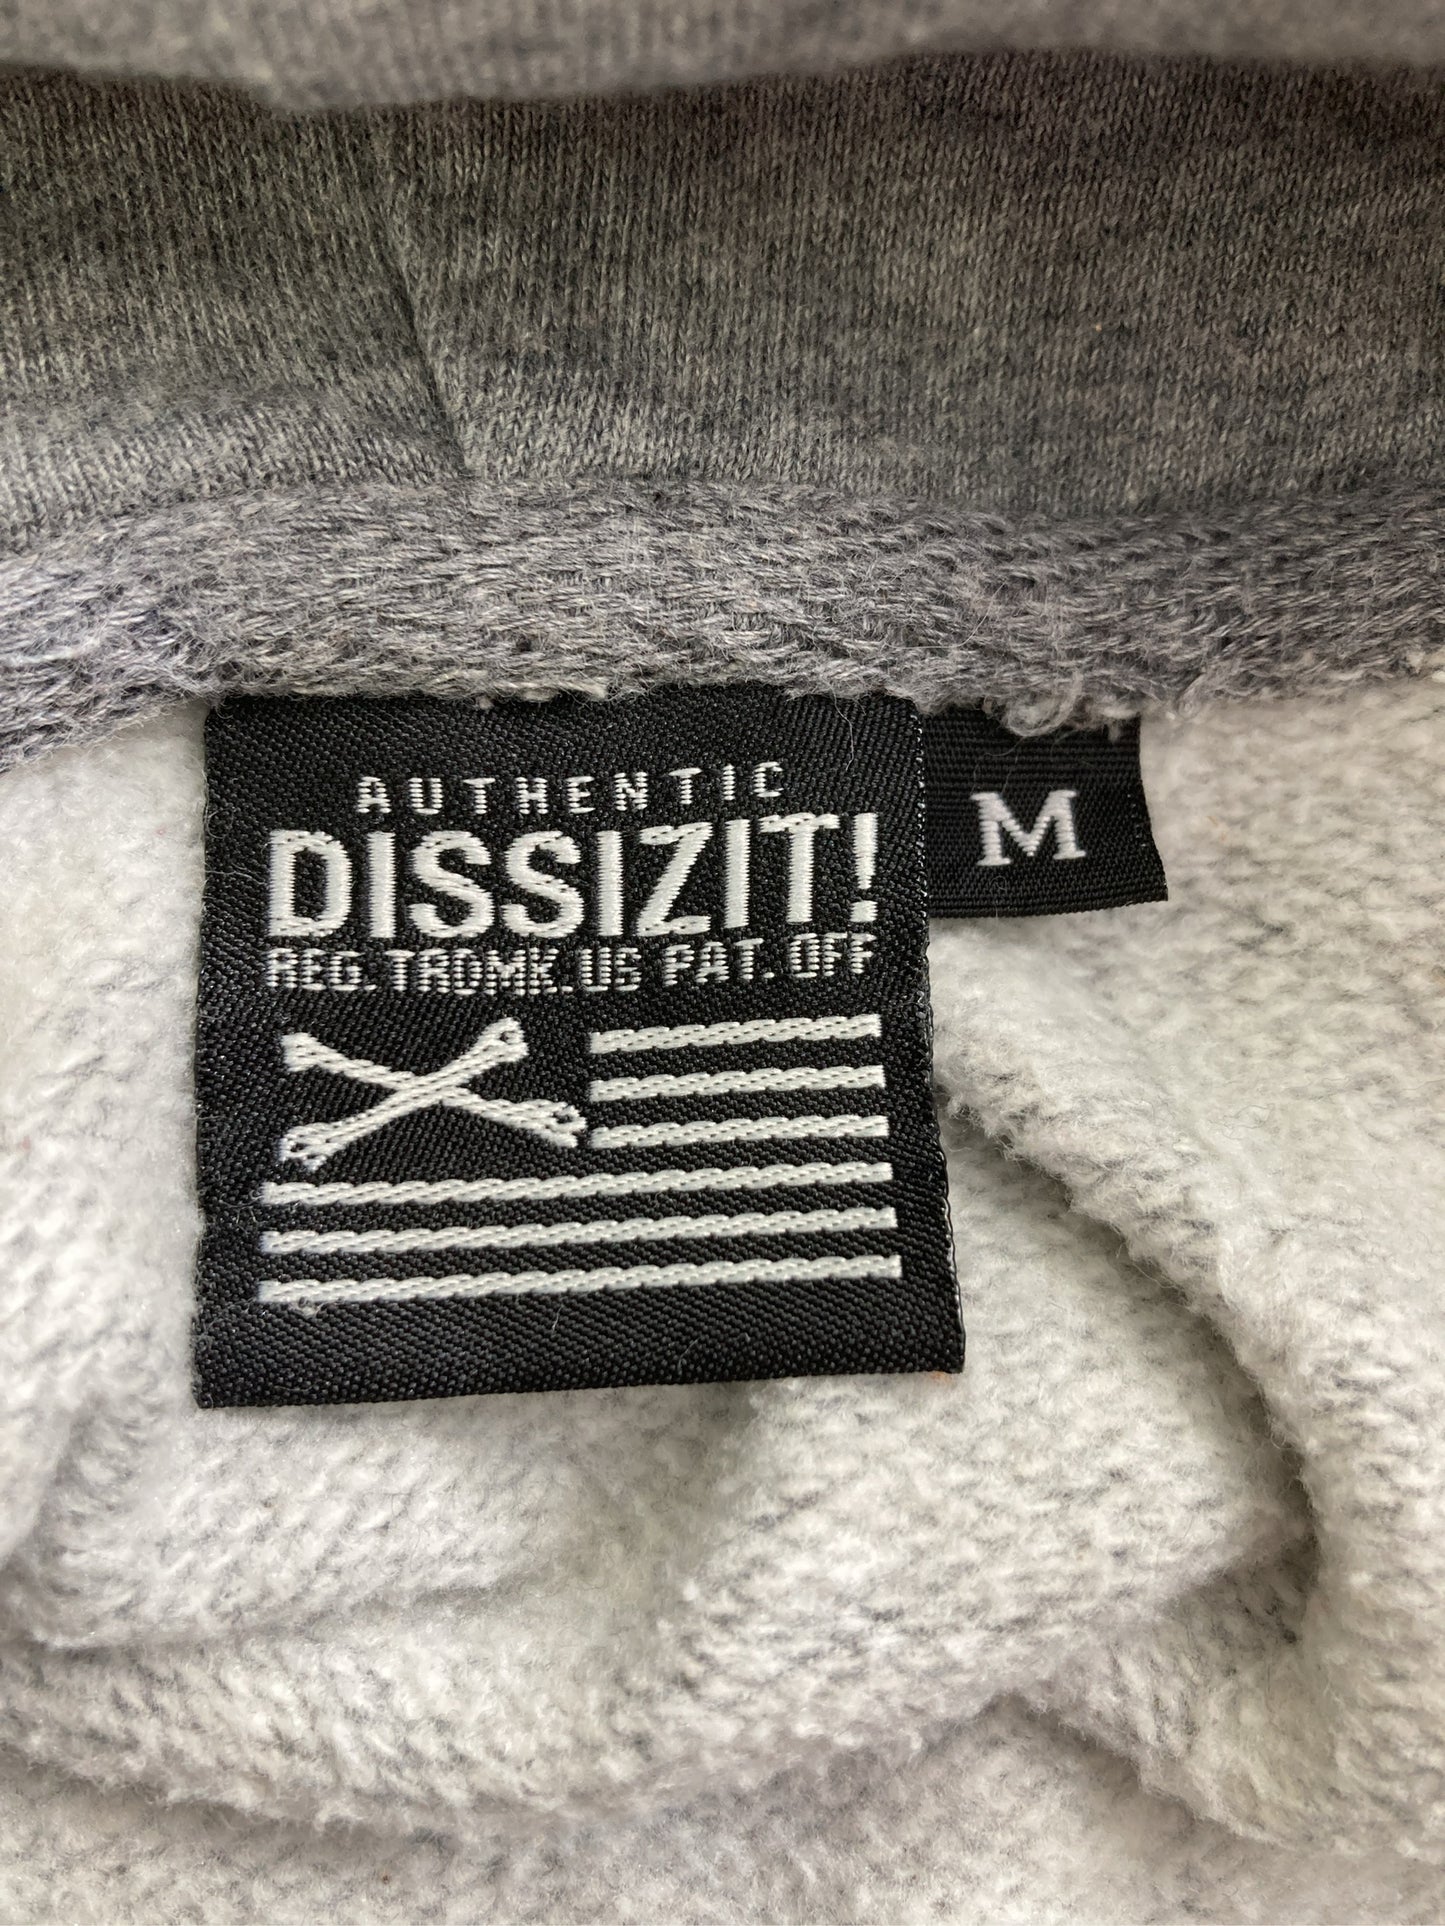 AUTHENTIC
DISSIZIT!
REG.TRDMK.US PAT. OFF
M